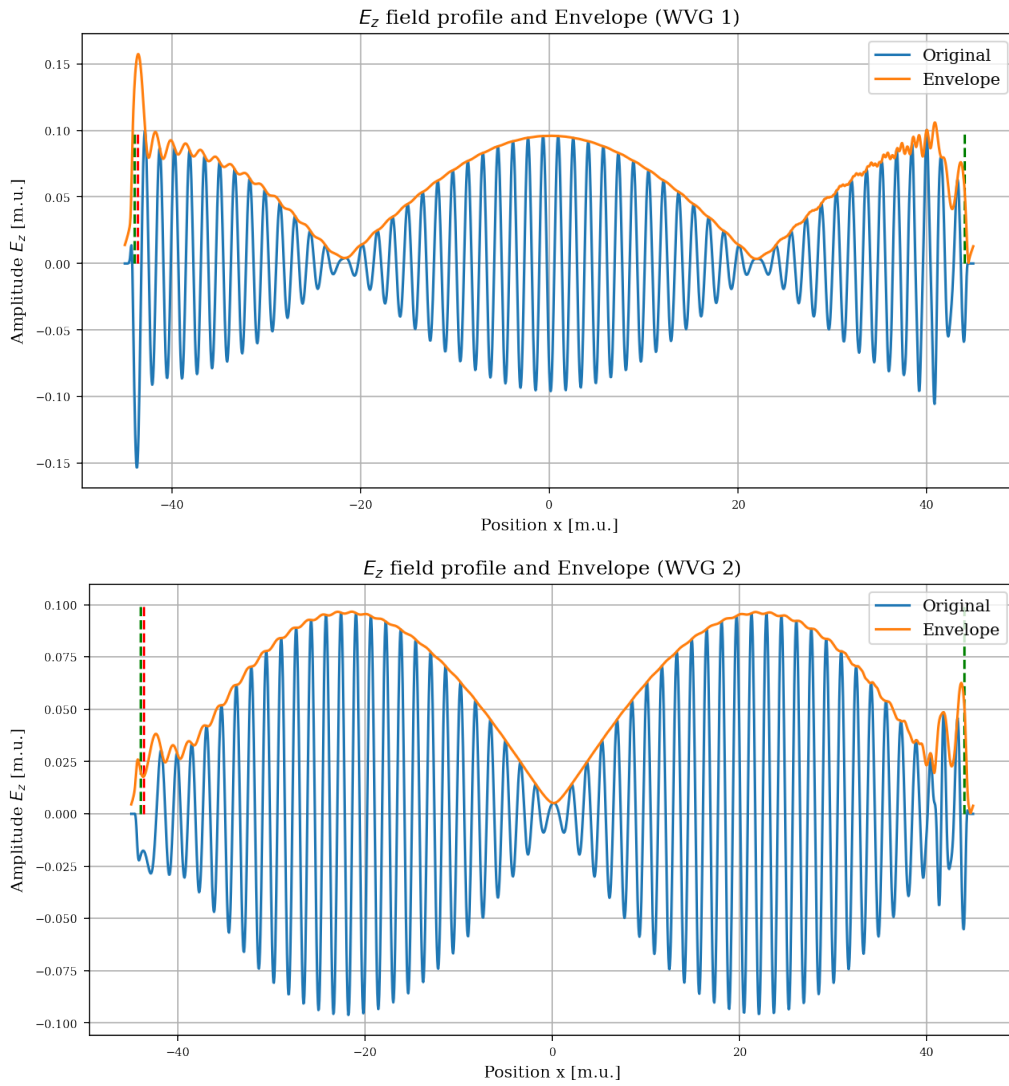 E_z field profile and Envelope (WVG 1)
Original
Envelope
Amplitude E_z [m.u.]
0.15
0.10
0.05
0.00
−0.05
−0.10
−0.15
−40
−20
0
20
40
Position x [m.u.]
E_z field profile and Envelope (WVG 2)
Original
Envelope
Amplitude E_z [m.u.]
0.100
0.075
0.050
0.025
0.000
−0.025
−0.050
−0.075
−0.100
−40
−20
0
20
40
Position x [m.u.]